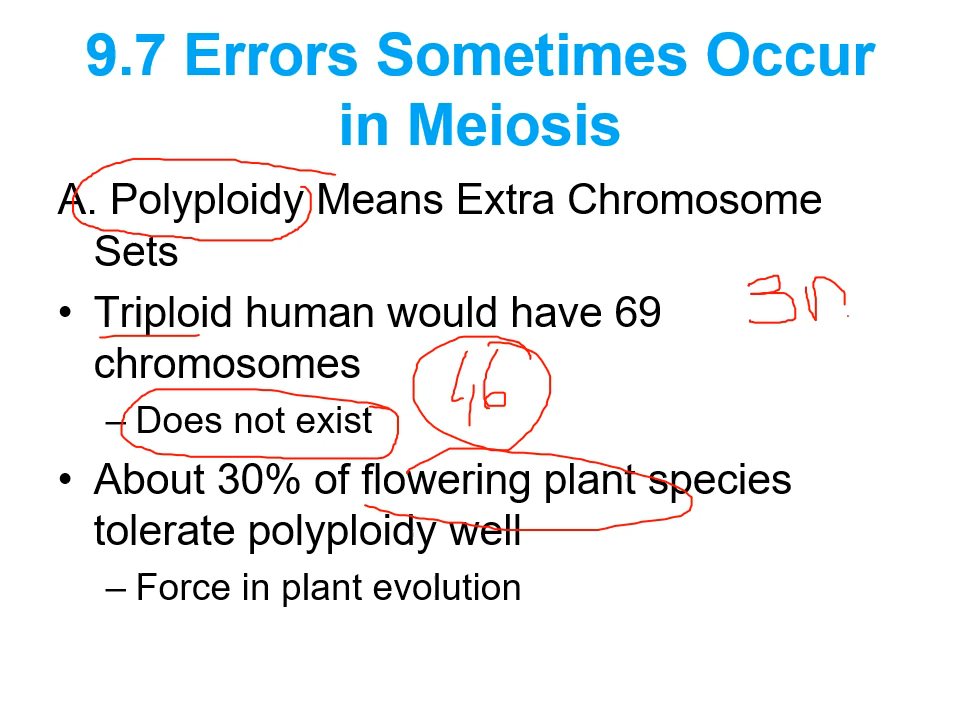 9.7 Errors Sometimes Occur
in Meiosis
A. Polyploidy Means Extra Chromosome
Sets
• Triploid human would have 69
3n
chromosomes
46
– Does not exist
• About 30% of flowering plant species
tolerate polyploidy well
– Force in plant evolution